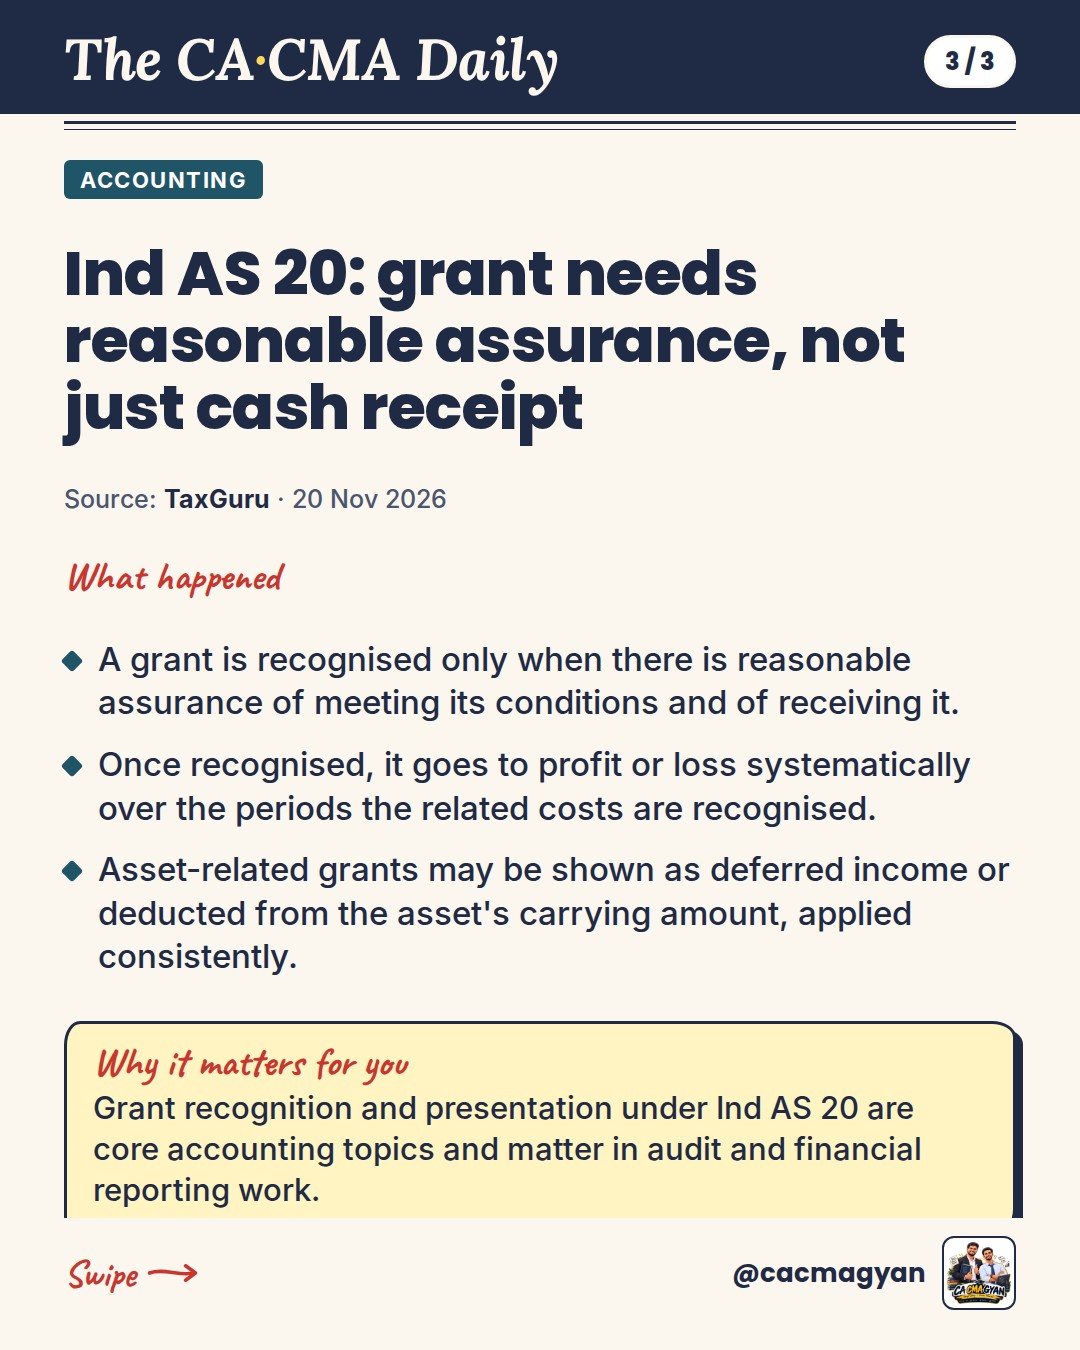 The CA·CMA Daily
3 / 3
ACCOUNTING
Ind AS 20: grant needs
reasonable assurance, not
just cash receipt
Source: TaxGuru · 20 Nov 2026
What happened
A grant is recognised only when there is reasonable
assurance of meeting its conditions and of receiving it.
Once recognised, it goes to profit or loss systematically
over the periods the related costs are recognised.
Asset-related grants may be shown as deferred income or
deducted from the asset's carrying amount, applied
consistently.
Why it matters for you
Grant recognition and presentation under Ind AS 20 are
core accounting topics and matter in audit and financial
reporting work.
Swipe
@cacmagyan
CA CMA GYAN